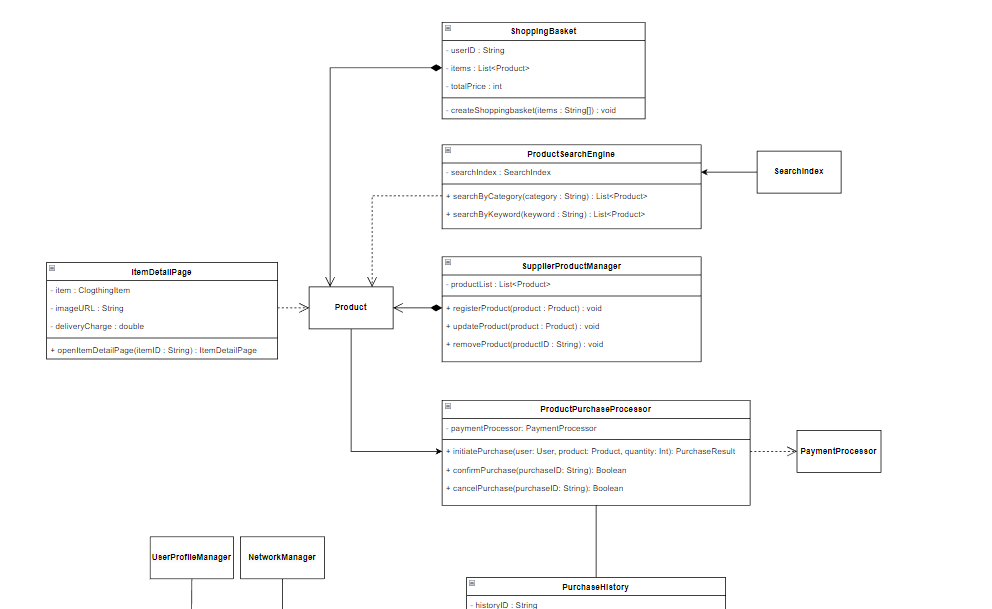 ShoppingBasket
- userID : String
- items : List<Product>
- totalPrice : int
- createShoppingbasket(items : String[]) : void
ProductSearchEngine
- searchIndex : SearchIndex
+ searchByCategory(category : String) : List<Product>
+ searchByKeyword(keyword : String) : List<Product>
SearchIndex
SupplierProductManager
- productList : List<Product>
+ registerProduct(product : Product) : void
+ updateProduct(product : Product) : void
+ removeProduct(productID : String) : void
ItemDetailPage
- item : ClogthingItem
- imageURL : String
- deliveryCharge : double
+ openItemDetailPage(itemID : String) : ItemDetailPage
Product
ProductPurchaseProcessor
- paymentProcessor: PaymentProcessor
+ initiatePurchase(user: User, product: Product, quantity: Int): PurchaseResult
+ confirmPurchase(purchaseID: String): Boolean
+ cancelPurchase(purchaseID: String): Boolean
PaymentProcessor
UserProfileManager
NetworkManager
PurchaseHistory
- historyID : String